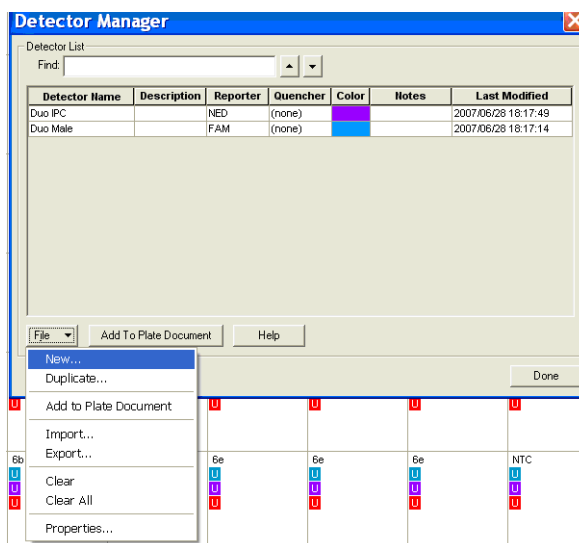 Detector Manager
Detector List
Find:
Detector Name Description Reporter Quencher Color Notes Last Modified
Duo IPC NED (none) 2007/06/28 18:17:49
Duo Male FAM (none) 2007/06/28 18:17:14
File Add To Plate Document Help
New...
Duplicate...
Done
Add to Plate Document
U U U U U
Import...
Export...
6b 6e 6e 6e NTC
U U U U U
Clear
U U U U U
Clear All
U U U U U
Properties...